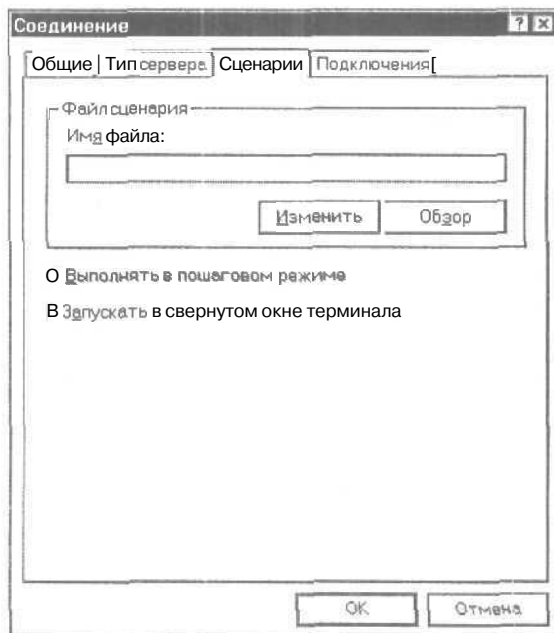 Соединение
Общие | Тип сервера Сценарии Подключения[
Файл сценария
Имя файла:
Изменить Обзор
О Выполнять в пошаговом режиме
В Запускать в свернутом окне терминала
OK Отмена